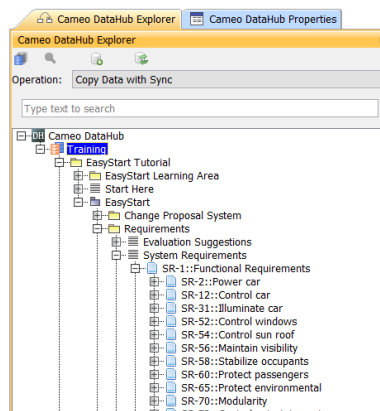 Cameo DataHub Explorer
Cameo DataHub Properties
Cameo DataHub Explorer
Operation: Copy Data with Sync
Type text to search
DH Cameo DataHub
Training
EasyStart Tutorial
EasyStart Learning Area
Start Here
EasyStart
Change Proposal System
Requirements
Evaluation Suggestions
System Requirements
SR-1::Functional Requirements
SR-2::Power car
SR-12::Control car
SR-31::Illuminate car
SR-52::Control windows
SR-54::Control sun roof
SR-56::Maintain visibility
SR-58::Stabilize occupants
SR-60::Protect passengers
SR-65::Protect environmental
SR-70::Modularity